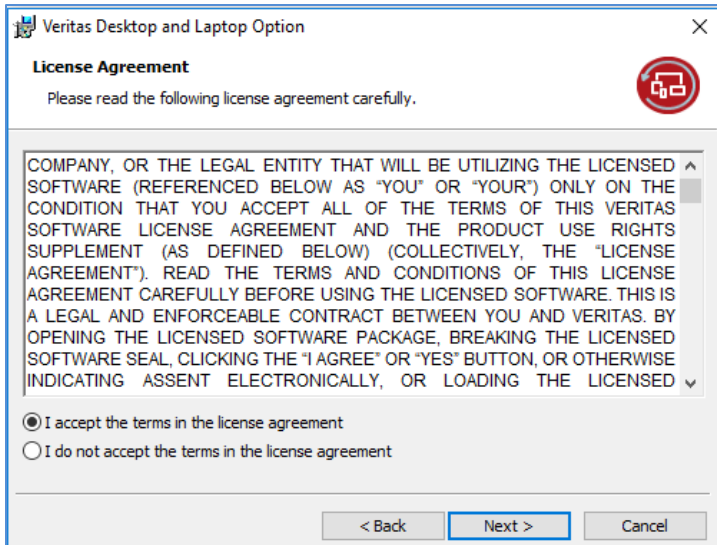 Veritas Desktop and Laptop Option
License Agreement
Please read the following license agreement carefully.
COMPANY, OR THE LEGAL ENTITY THAT WILL BE UTILIZING THE LICENSED
SOFTWARE (REFERENCED BELOW AS “YOU” OR “YOUR”) ONLY ON THE
CONDITION THAT YOU ACCEPT ALL OF THE TERMS OF THIS VERITAS
SOFTWARE LICENSE AGREEMENT AND THE PRODUCT USE RIGHTS
SUPPLEMENT (AS DEFINED BELOW) (COLLECTIVELY, THE “LICENSE
AGREEMENT”). READ THE TERMS AND CONDITIONS OF THIS LICENSE
AGREEMENT CAREFULLY BEFORE USING THE LICENSED SOFTWARE. THIS IS
A LEGAL AND ENFORCEABLE CONTRACT BETWEEN YOU AND VERITAS. BY
OPENING THE LICENSED SOFTWARE PACKAGE, BREAKING THE LICENSED
SOFTWARE SEAL, CLICKING THE “I AGREE” OR “YES” BUTTON, OR OTHERWISE
INDICATING ASSENT ELECTRONICALLY, OR LOADING THE LICENSED
I accept the terms in the license agreement
I do not accept the terms in the license agreement
< Back Next > Cancel